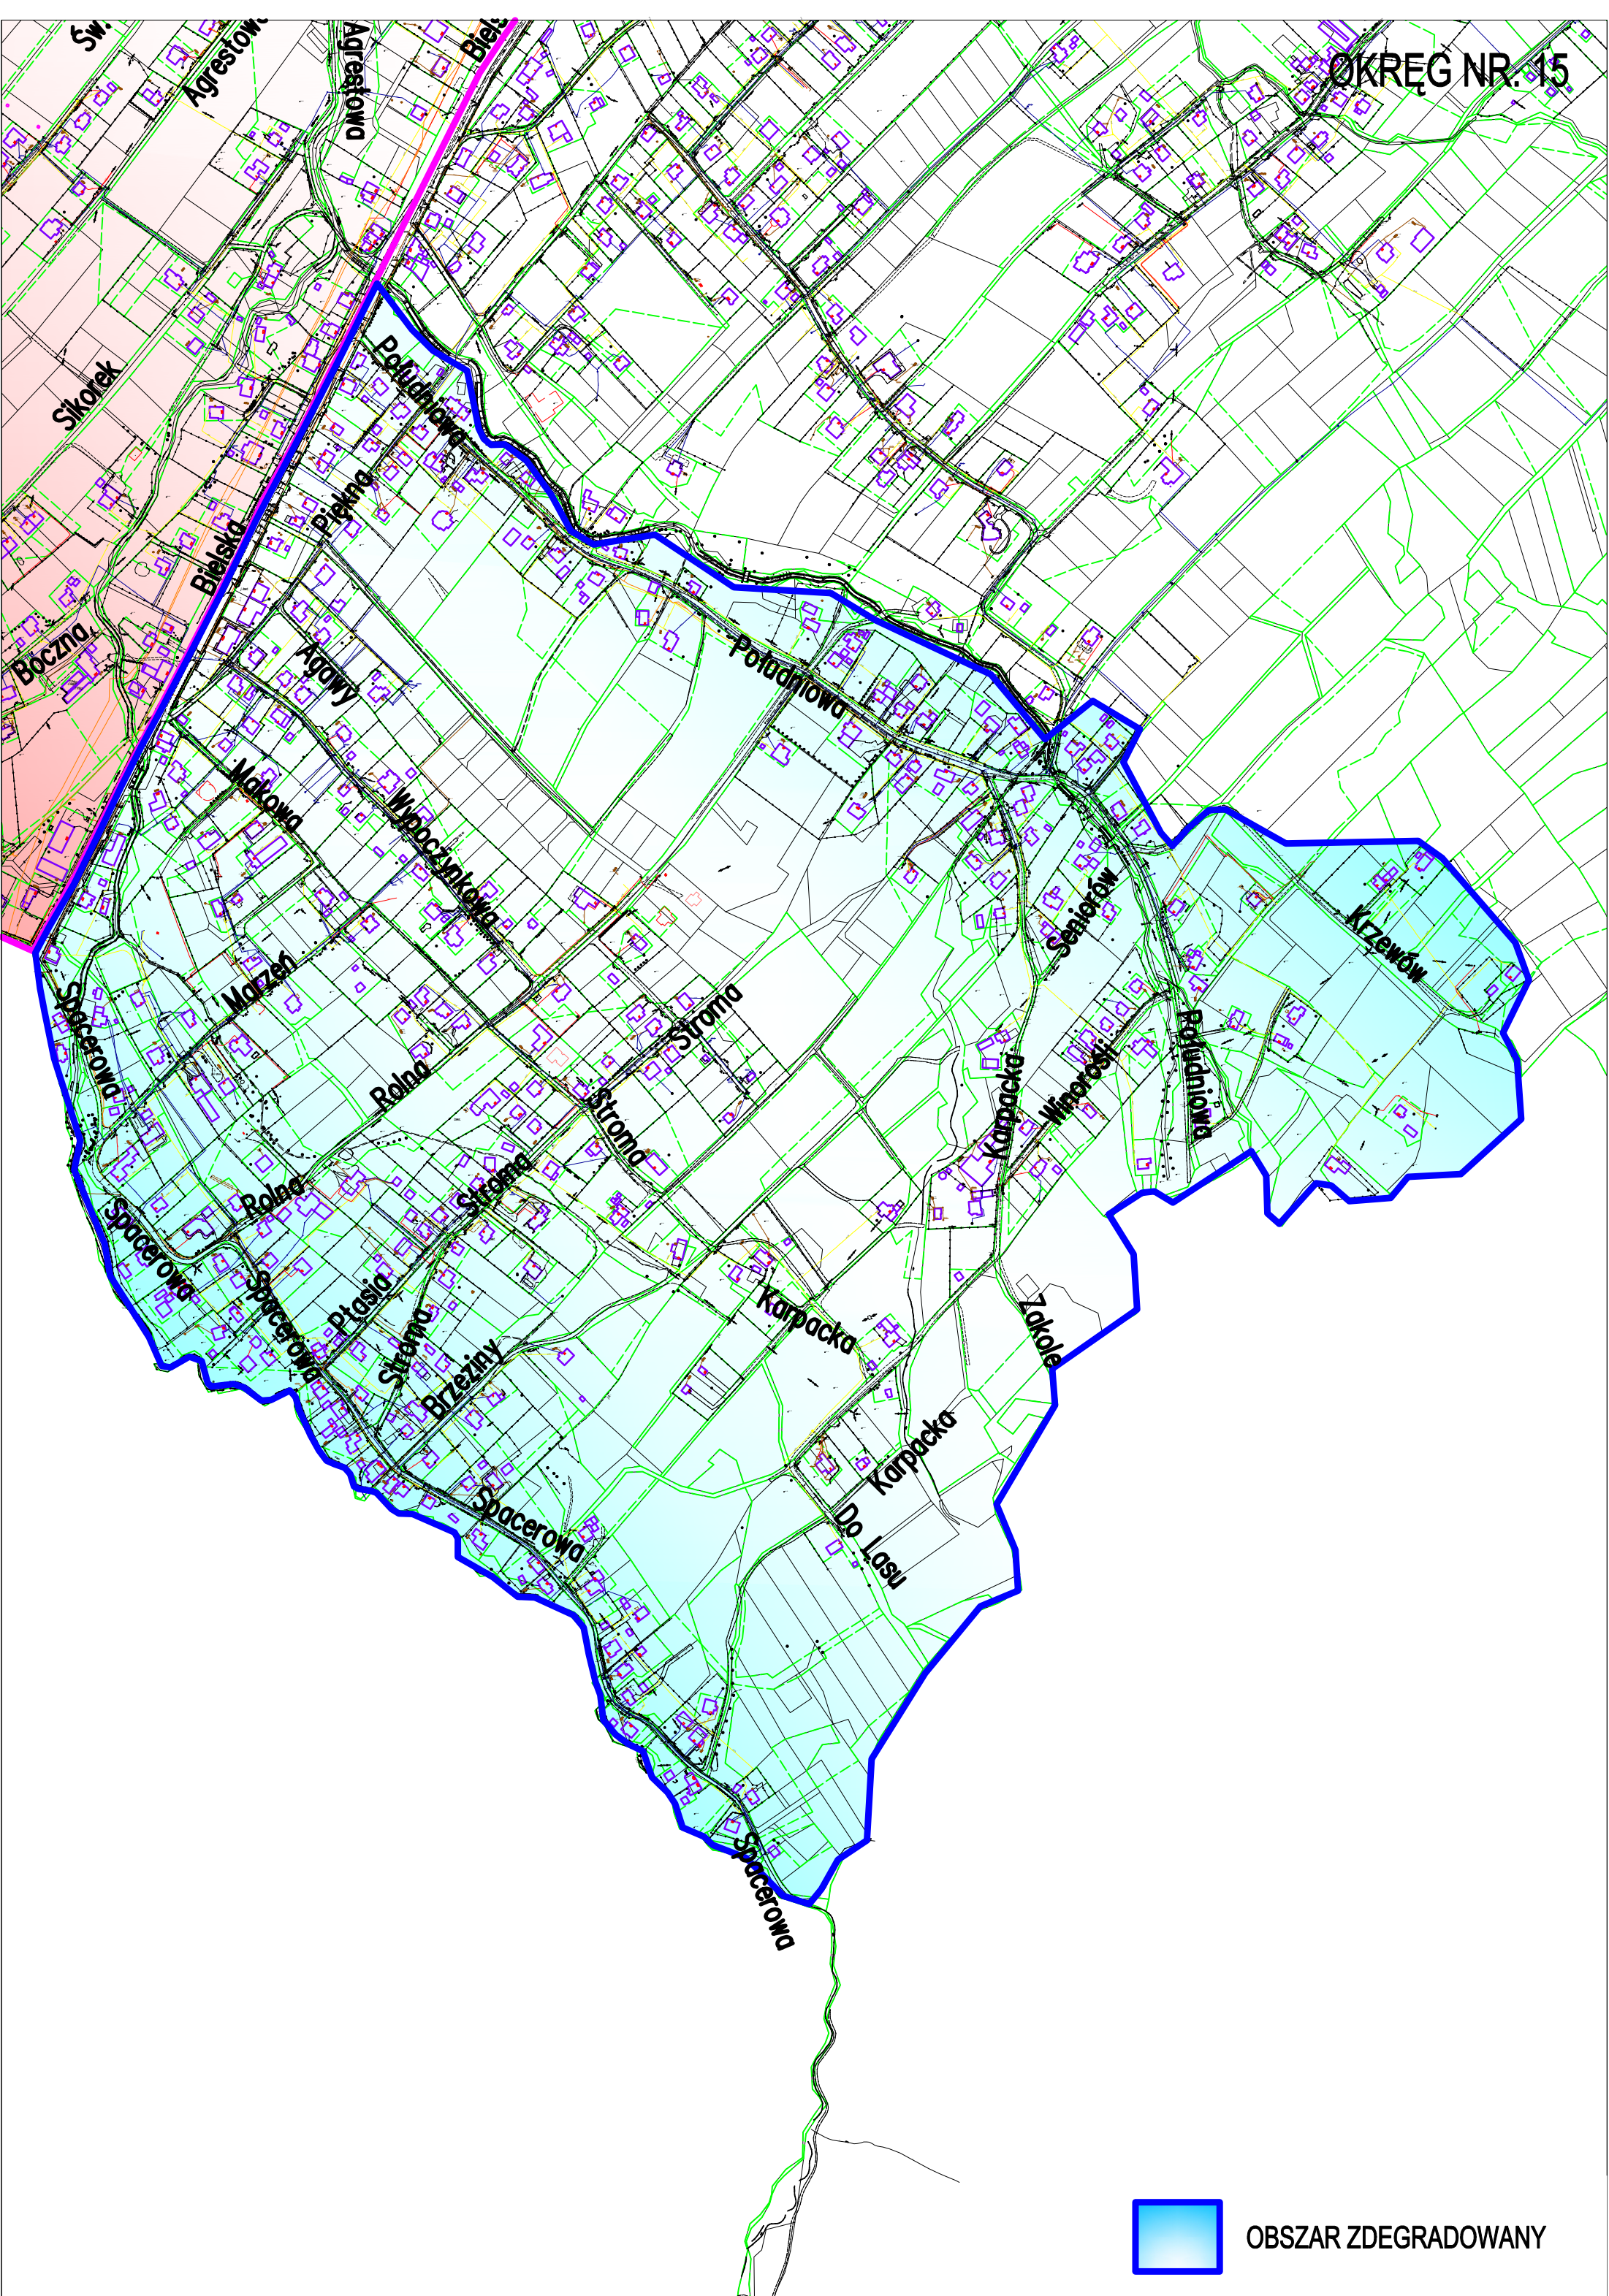 Św.
Agrestowa
Agrestowa
OKRĘG NR. 15
Sikorek
Południowa
Piękna
Bielska
Boczna
Agawy
Południowa
Makowa
Wypoczynkowa
Seniorów
Krzewów
Marzeń
Spacerowa
Stroma
Rolna
Karpacka
Winorośli
Południowa
Stroma
Stroma
Rolna
Spacerowa
Spacerowa
Ptasia
Stroma
Karpacka
Zakole
Brzeziny
Karpacka
Spacerowa
Do Lasu
Spacerowa
OBSZAR ZDEGRADOWANY